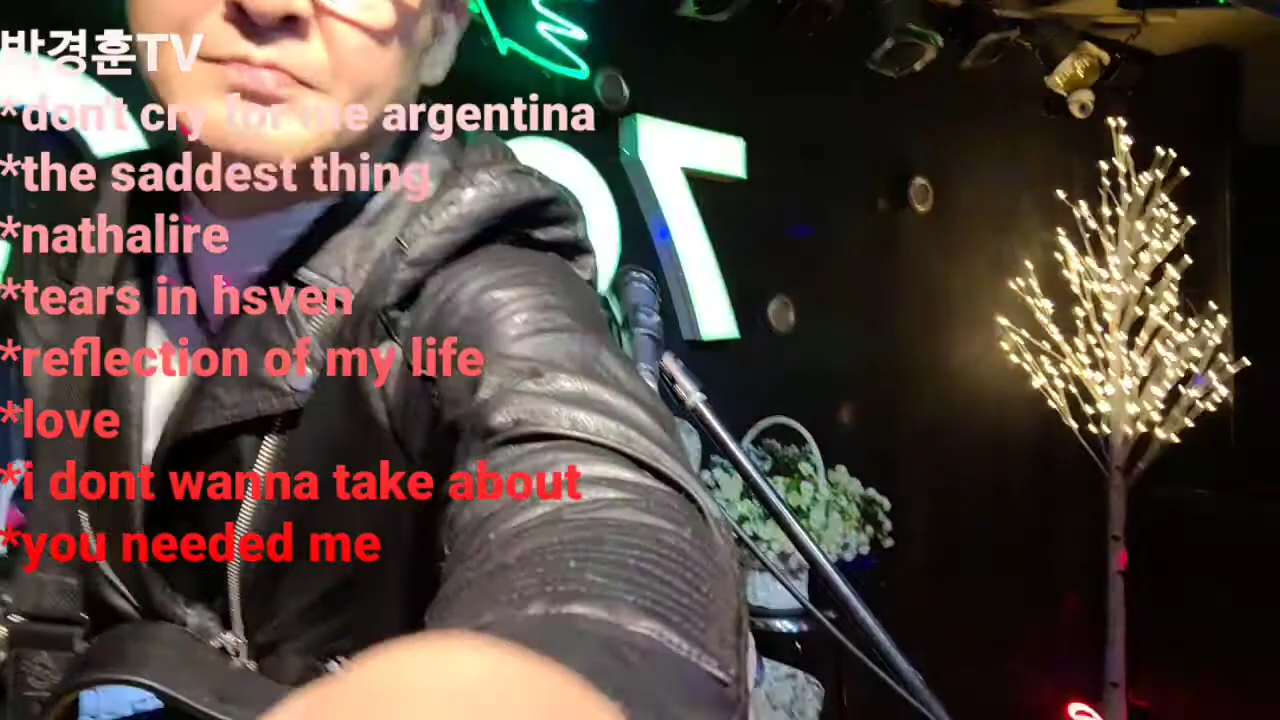 박경훈TV
*don't cry for me argentina
*the saddest thing
*nathalire
*tears in hsven
*reflection of my life
*love
*i dont wanna take about
*you needed me